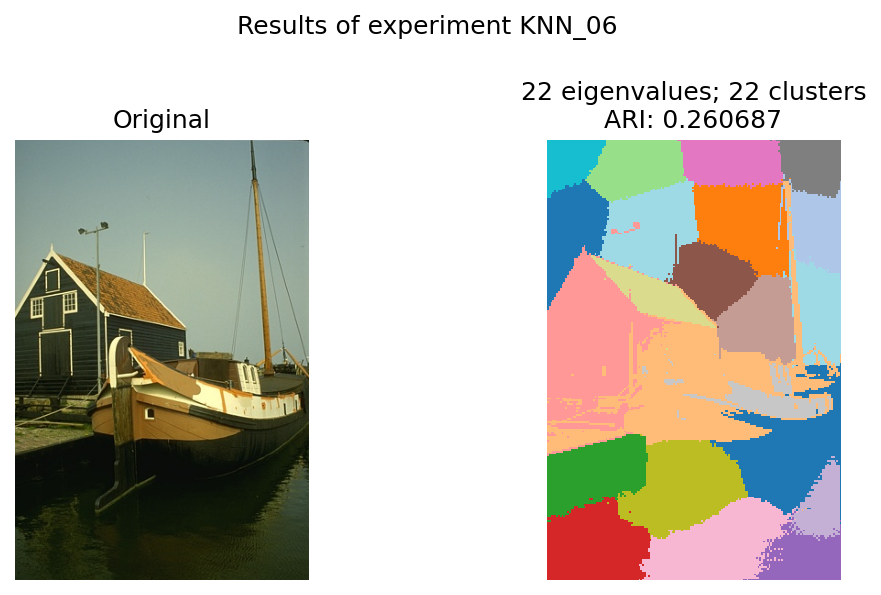 Results of experiment KNN_06
Original
22 eigenvalues; 22 clusters
ARI: 0.260687